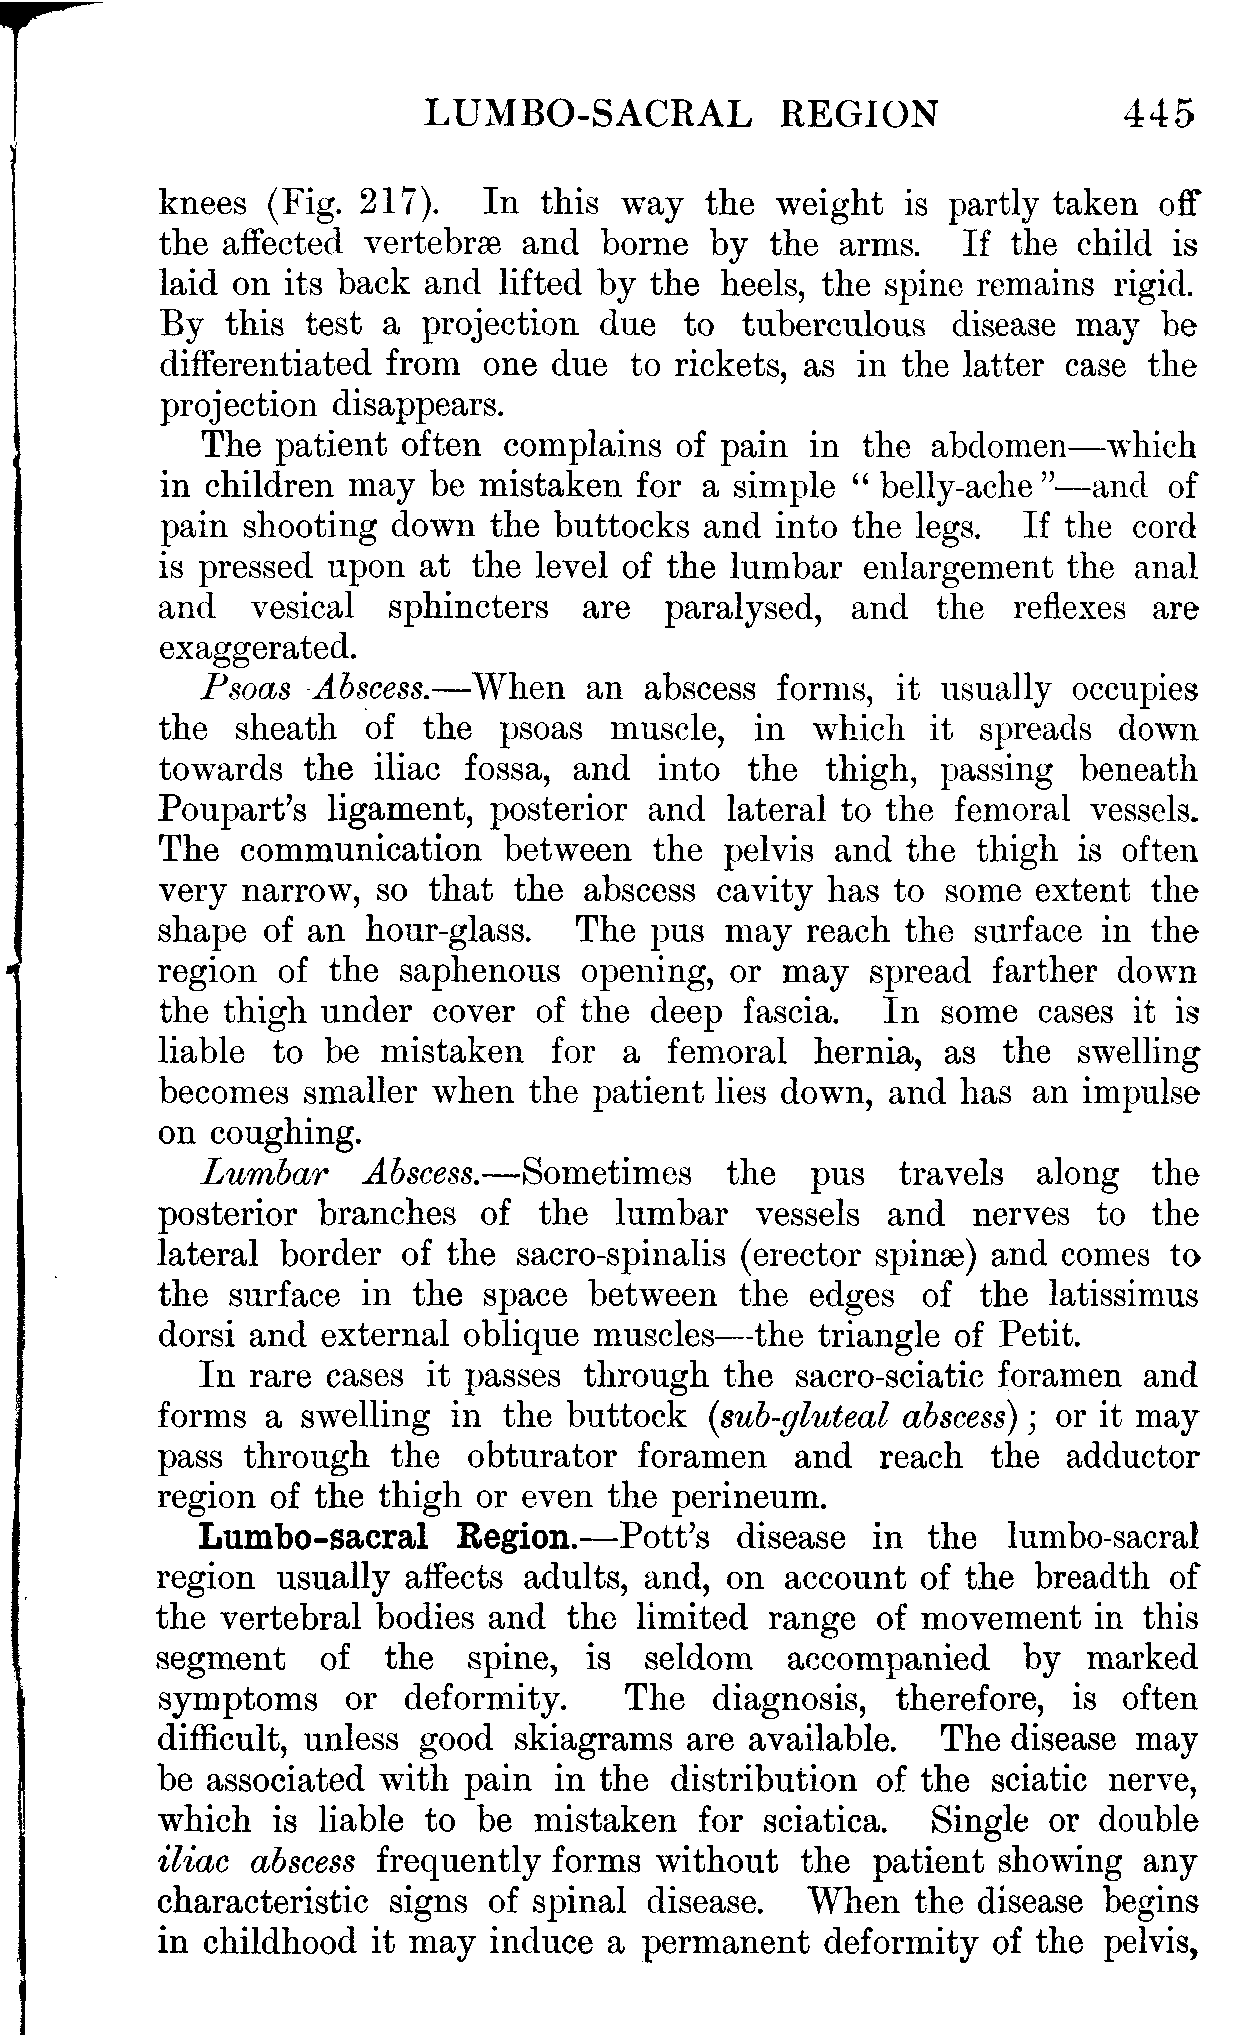 LUMBO-SACRAL REGION 445
knees (Fig. 217). In this way the weight is partly taken off
the affected vertebræ and borne by the arms. If the child is
laid on its back and lifted by the heels, the spine remains rigid.
By this test a projection due to tuberculous disease may be
differentiated from one due to rickets, as in the latter case the
projection disappears.
The patient often complains of pain in the abdomen—which
in children may be mistaken for a simple “ belly-ache ”—and of
pain shooting down the buttocks and into the legs. If the cord
is pressed upon at the level of the lumbar enlargement the anal
and vesical sphincters are paralysed, and the reflexes are
exaggerated.
Psoas Abscess.—When an abscess forms, it usually occupies
the sheath of the psoas muscle, in which it spreads down
towards the iliac fossa, and into the thigh, passing beneath
Poupart’s ligament, posterior and lateral to the femoral vessels.
The communication between the pelvis and the thigh is often
very narrow, so that the abscess cavity has to some extent the
shape of an hour-glass. The pus may reach the surface in the
region of the saphenous opening, or may spread farther down
the thigh under cover of the deep fascia. In some cases it is
liable to be mistaken for a femoral hernia, as the swelling
becomes smaller when the patient lies down, and has an impulse
on coughing.
Lumbar Abscess.—Sometimes the pus travels along the
posterior branches of the lumbar vessels and nerves to the
lateral border of the sacro-spinalis (erector spinæ) and comes to
the surface in the space between the edges of the latissimus
dorsi and external oblique muscles—the triangle of Petit.
In rare cases it passes through the sacro-sciatic foramen and
forms a swelling in the buttock (sub-gluteal abscess) ; or it may
pass through the obturator foramen and reach the adductor
region of the thigh or even the perineum.
Lumbo-sacral Region.—Pott’s disease in the lumbo-sacral
region usually affects adults, and, on account of the breadth of
the vertebral bodies and the limited range of movement in this
segment of the spine, is seldom accompanied by marked
symptoms or deformity. The diagnosis, therefore, is often
difficult, unless good skiagrams are available. The disease may
be associated with pain in the distribution of the sciatic nerve,
which is liable to be mistaken for sciatica. Single or double
iliac abscess frequently forms without the patient showing any
characteristic signs of spinal disease. When the disease begins
in childhood it may induce a permanent deformity of the pelvis,